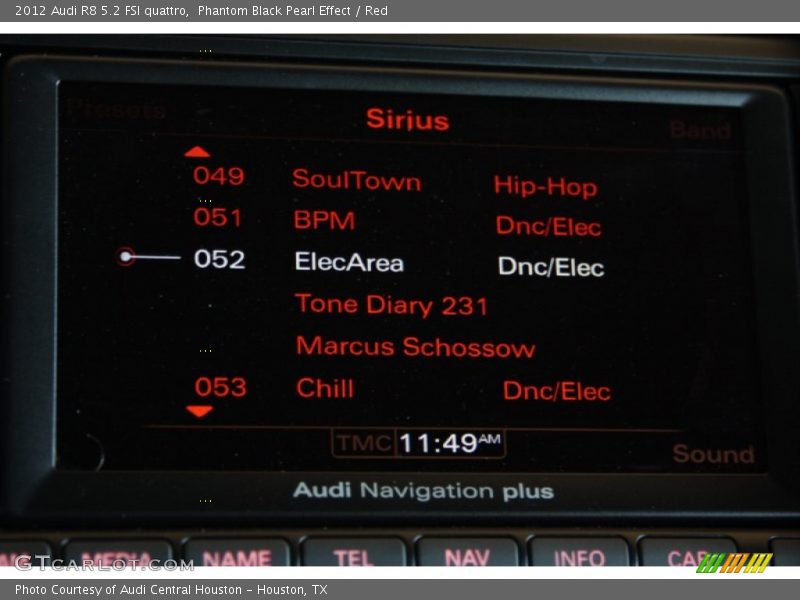 2012 Audi R8 5.2 FSI quattro,  Phantom Black Pearl Effect / Red
Presets Sirius Band
049 SoulTown Hip-Hop
051 BPM Dnc/Elec
052 ElecArea Dnc/Elec
Tone Diary 231
Marcus Schossow
053 Chill Dnc/Elec
TMC 11:49 AM
Sound
Audi Navigation plus
MEDIA NAME TEL NAV INFO CAR
GTCARLOT.COM
Photo Courtesy of Audi Central Houston - Houston, TX